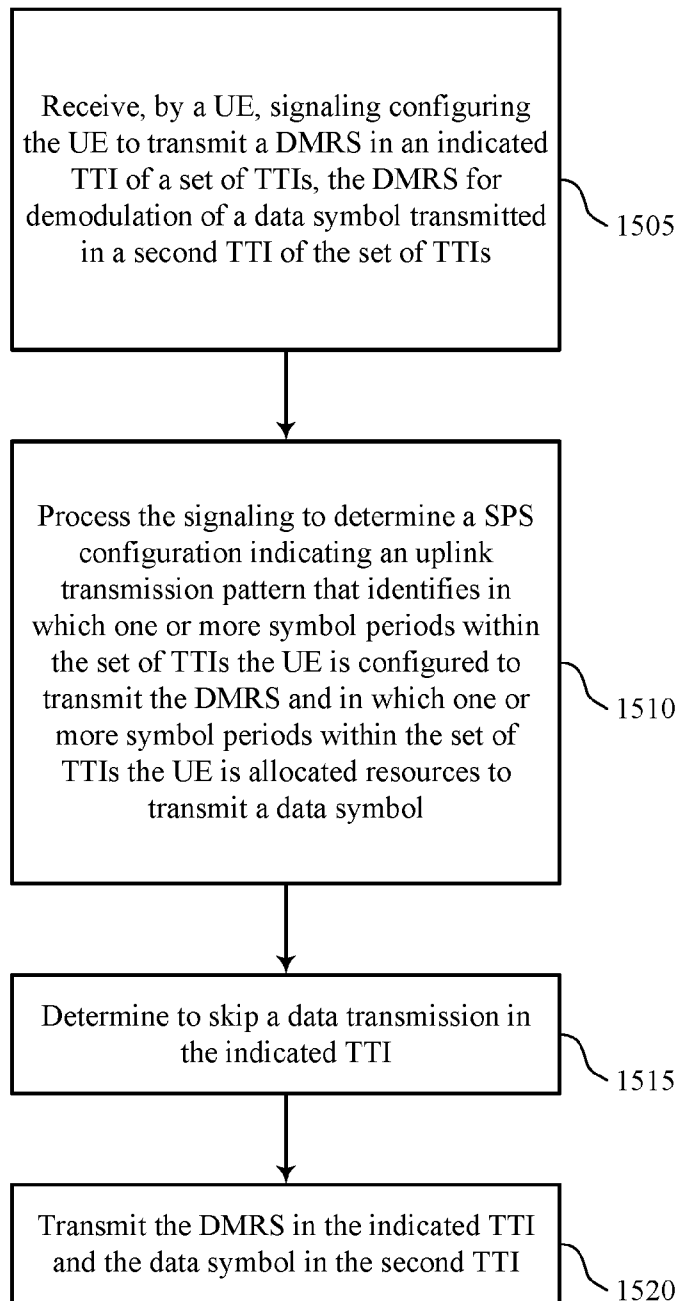 Receive, by a UE, signaling configuring
the UE to transmit a DMRS in an indicated
TTI of a set of TTIs, the DMRS for
demodulation of a data symbol transmitted
in a second TTI of the set of TTIs
1505
Process the signaling to determine a SPS
configuration indicating an uplink
transmission pattern that identifies in
which one or more symbol periods within
the set of TTIs the UE is configured to
transmit the DMRS and in which one or
more symbol periods within the set of
TTIs the UE is allocated resources to
transmit a data symbol
1510
Determine to skip a data transmission in
the indicated TTI
1515
Transmit the DMRS in the indicated TTI
and the data symbol in the second TTI
1520